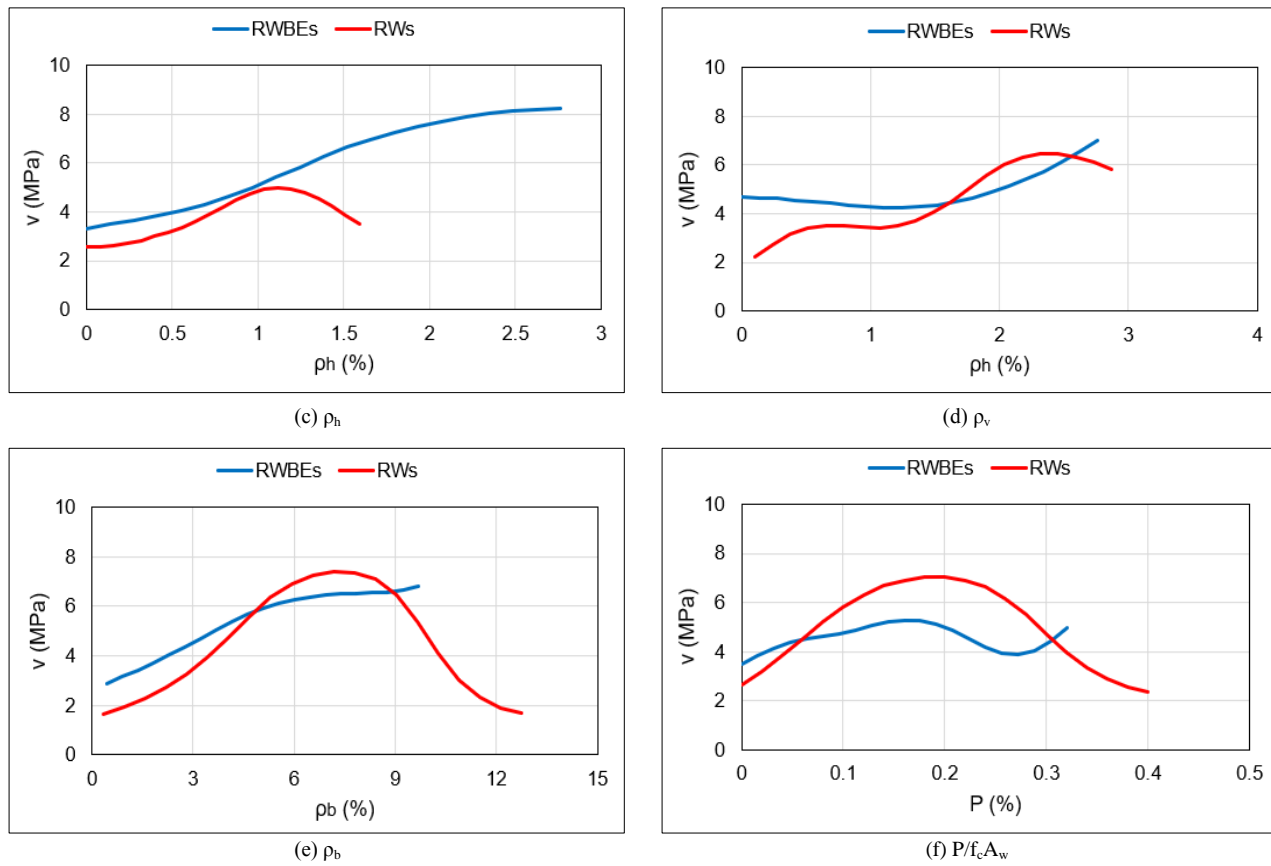 RWBEs RWs
10
8
6
4
2
0
v (MPa)
0 0.5 1 1.5 2 2.5 3
ρh (%)
(c) ρh
RWBEs RWs
10
8
6
4
2
0
v (MPa)
0 1 2 3 4
ρh (%)
(d) ρv
RWBEs RWs
10
8
6
4
2
0
v (MPa)
0 3 6 9 12 15
ρb (%)
(e) ρb
RWBEs RWs
10
8
6
4
2
0
v (MPa)
0 0.1 0.2 0.3 0.4 0.5
P (%)
(f) P/fcAw